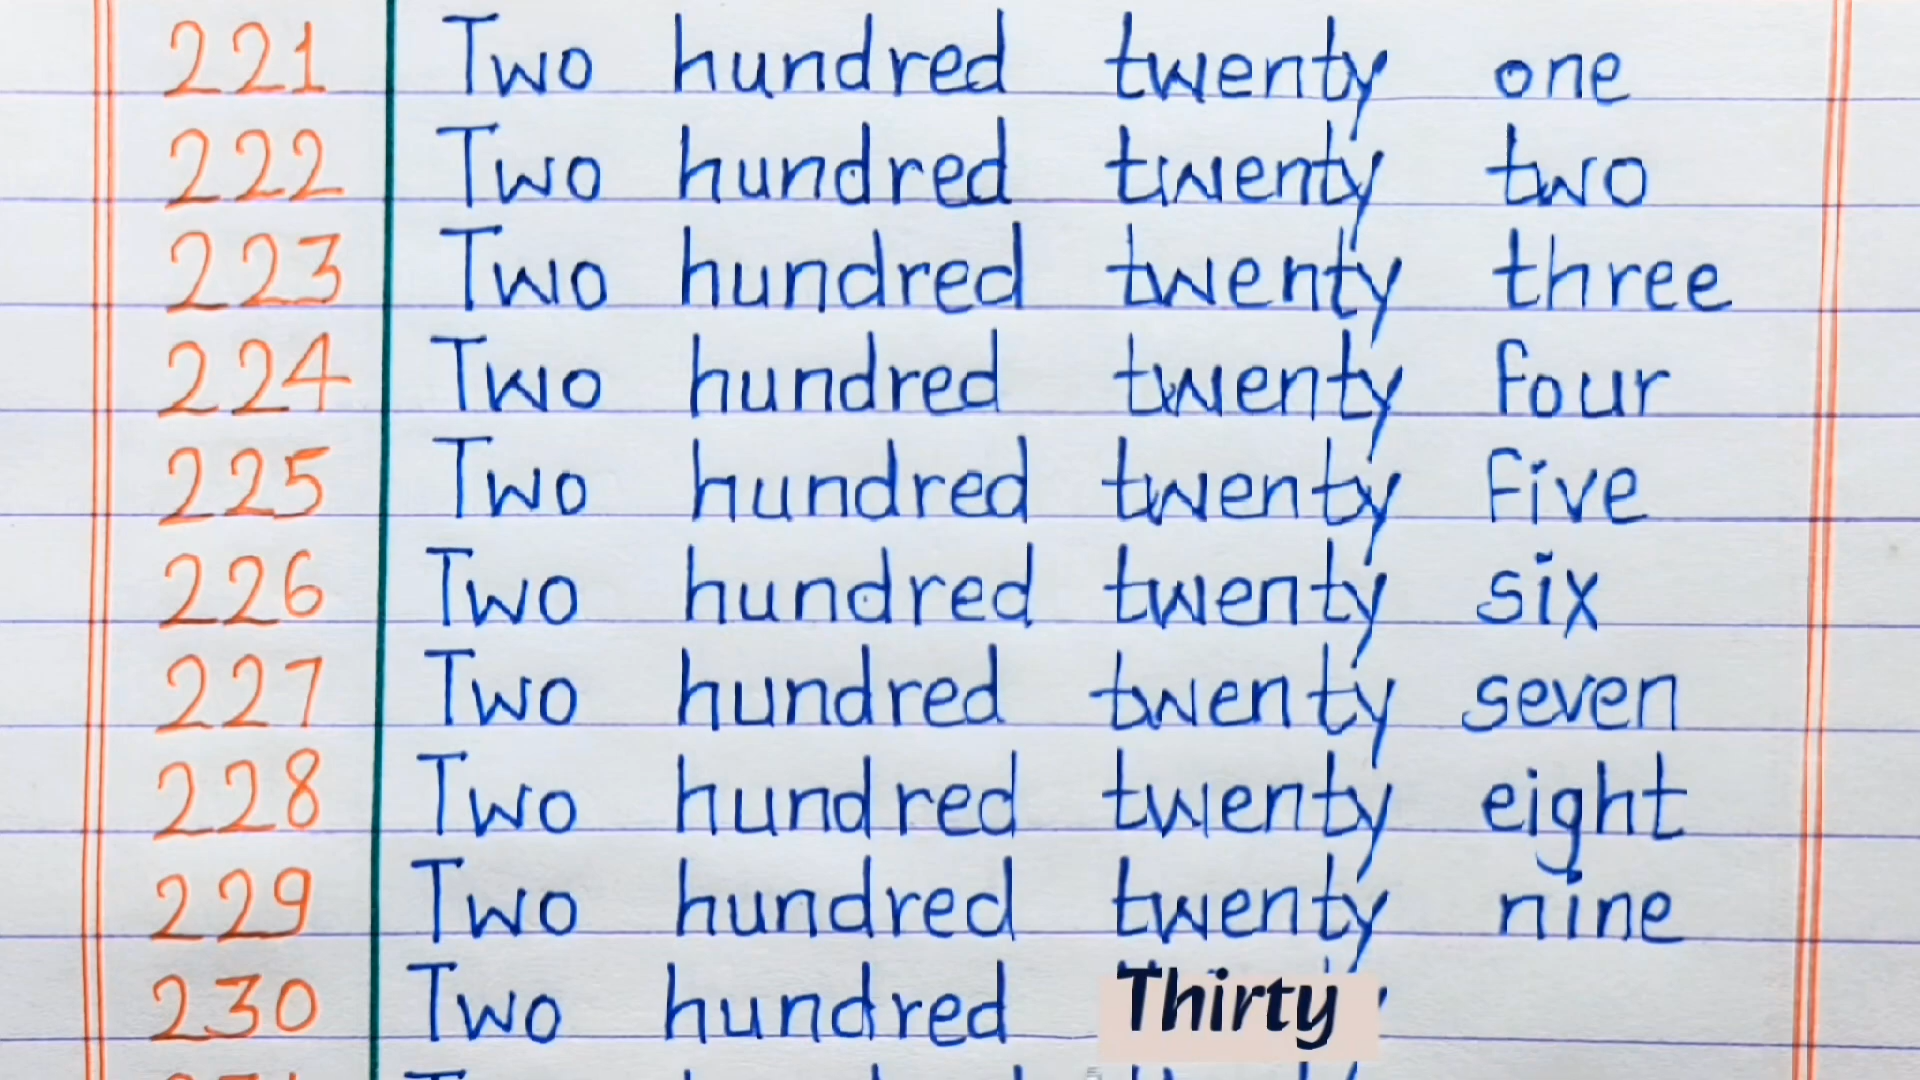 221 Two hundred twenty one
222 Two hundred twenty two
223 Two hundred twenty three
224 Two hundred twenty four
225 Two hundred twenty five
226 Two hundred twenty six
227 Two hundred twenty seven
228 Two hundred twenty eight
229 Two hundred twenty nine
230 Two hundred Thirty